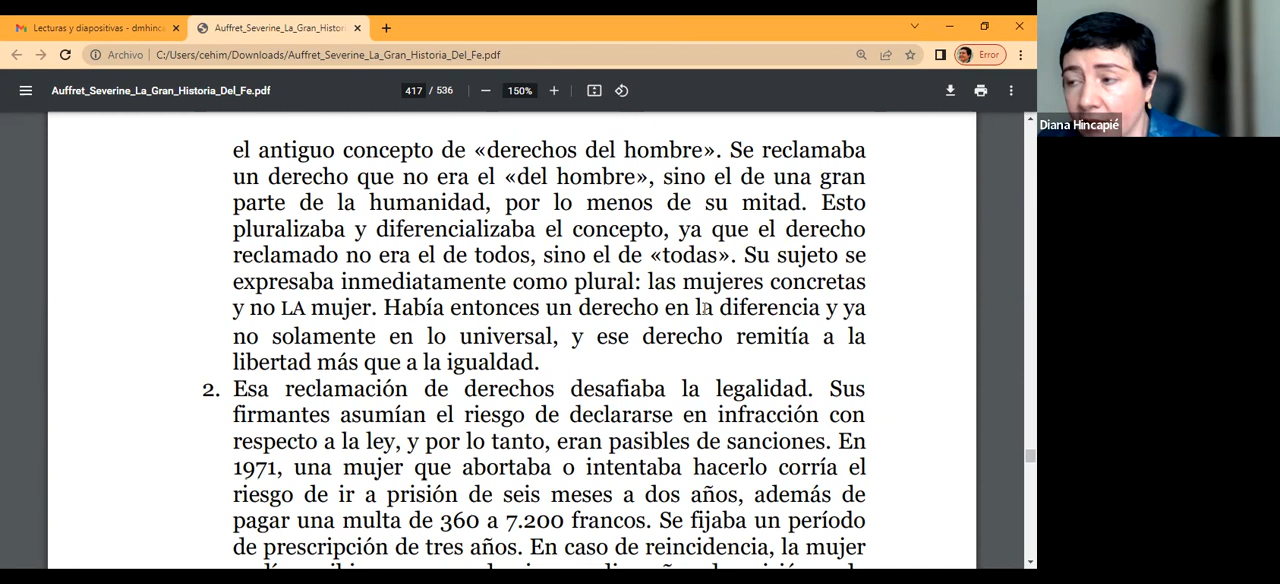 Lecturas y diapositivas - dmhinc
Auffret_Severine_La_Gran_Histor
Archivo
C:/Users/cehim/Downloads/Auffret_Severine_La_Gran_Historia_Del_Fe.pdf
Error
Auffret_Severine_La_Gran_Historia_Del_Fe.pdf
417 / 536
150%
Diana Hincapié
el antiguo concepto de «derechos del hombre». Se reclamaba
un derecho que no era el «del hombre», sino el de una gran
parte de la humanidad, por lo menos de su mitad. Esto
pluralizaba y diferencializaba el concepto, ya que el derecho
reclamado no era el de todos, sino el de «todas». Su sujeto se
expresaba inmediatamente como plural: las mujeres concretas
y no LA mujer. Había entonces un derecho en la diferencia y ya
no solamente en lo universal, y ese derecho remitía a la
libertad más que a la igualdad.
2. Esa reclamación de derechos desafiaba la legalidad. Sus
firmantes asumían el riesgo de declararse en infracción con
respecto a la ley, y por lo tanto, eran pasibles de sanciones. En
1971, una mujer que abortaba o intentaba hacerlo corría el
riesgo de ir a prisión de seis meses a dos años, además de
pagar una multa de 360 a 7.200 francos. Se fijaba un período
de prescripción de tres años. En caso de reincidencia, la mujer